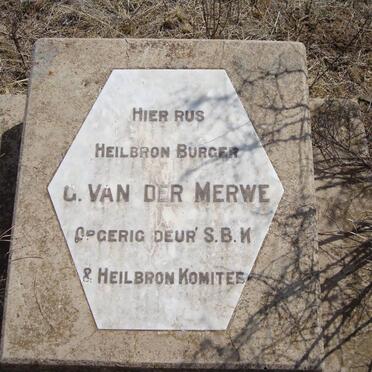 HIER RUS
HEILBRON BURGER
G. VAN DER MERWE
OPGERIG DEUR S.B.K
& HEILBRON KOMITEE